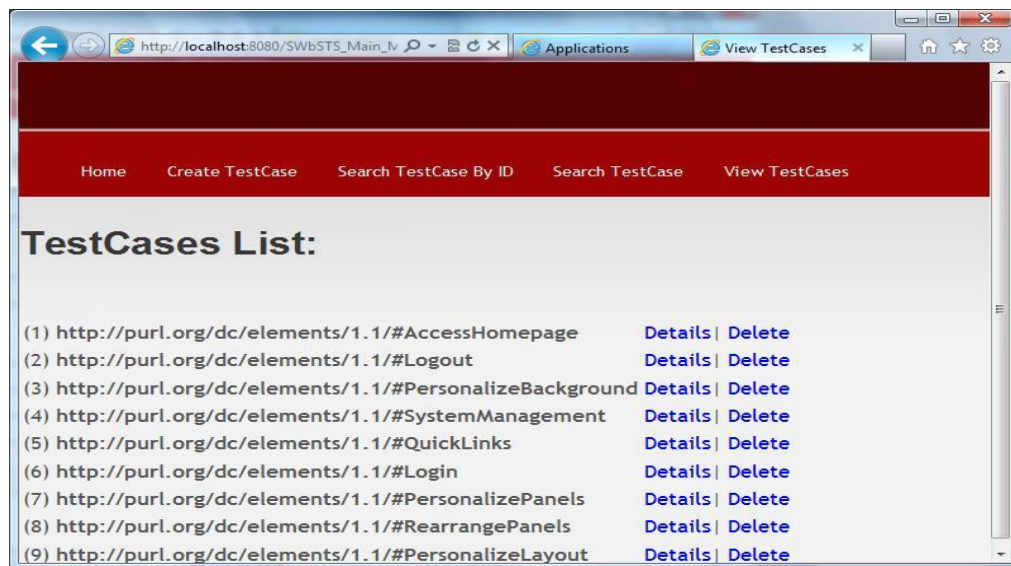 http://localhost:8080/SWbSTS_Main_M
Applications
View TestCases
Home Create TestCase Search TestCase By ID Search TestCase View TestCases
TestCases List:
(1) http://purl.org/dc/elements/1.1/#AccessHomepage Details| Delete
(2) http://purl.org/dc/elements/1.1/#Logout Details| Delete
(3) http://purl.org/dc/elements/1.1/#PersonalizeBackground Details| Delete
(4) http://purl.org/dc/elements/1.1/#SystemManagement Details| Delete
(5) http://purl.org/dc/elements/1.1/#QuickLinks Details| Delete
(6) http://purl.org/dc/elements/1.1/#Login Details| Delete
(7) http://purl.org/dc/elements/1.1/#PersonalizePanels Details| Delete
(8) http://purl.org/dc/elements/1.1/#RearrangePanels Details| Delete
(9) http://purl.org/dc/elements/1.1/#PersonalizeLayout Details| Delete